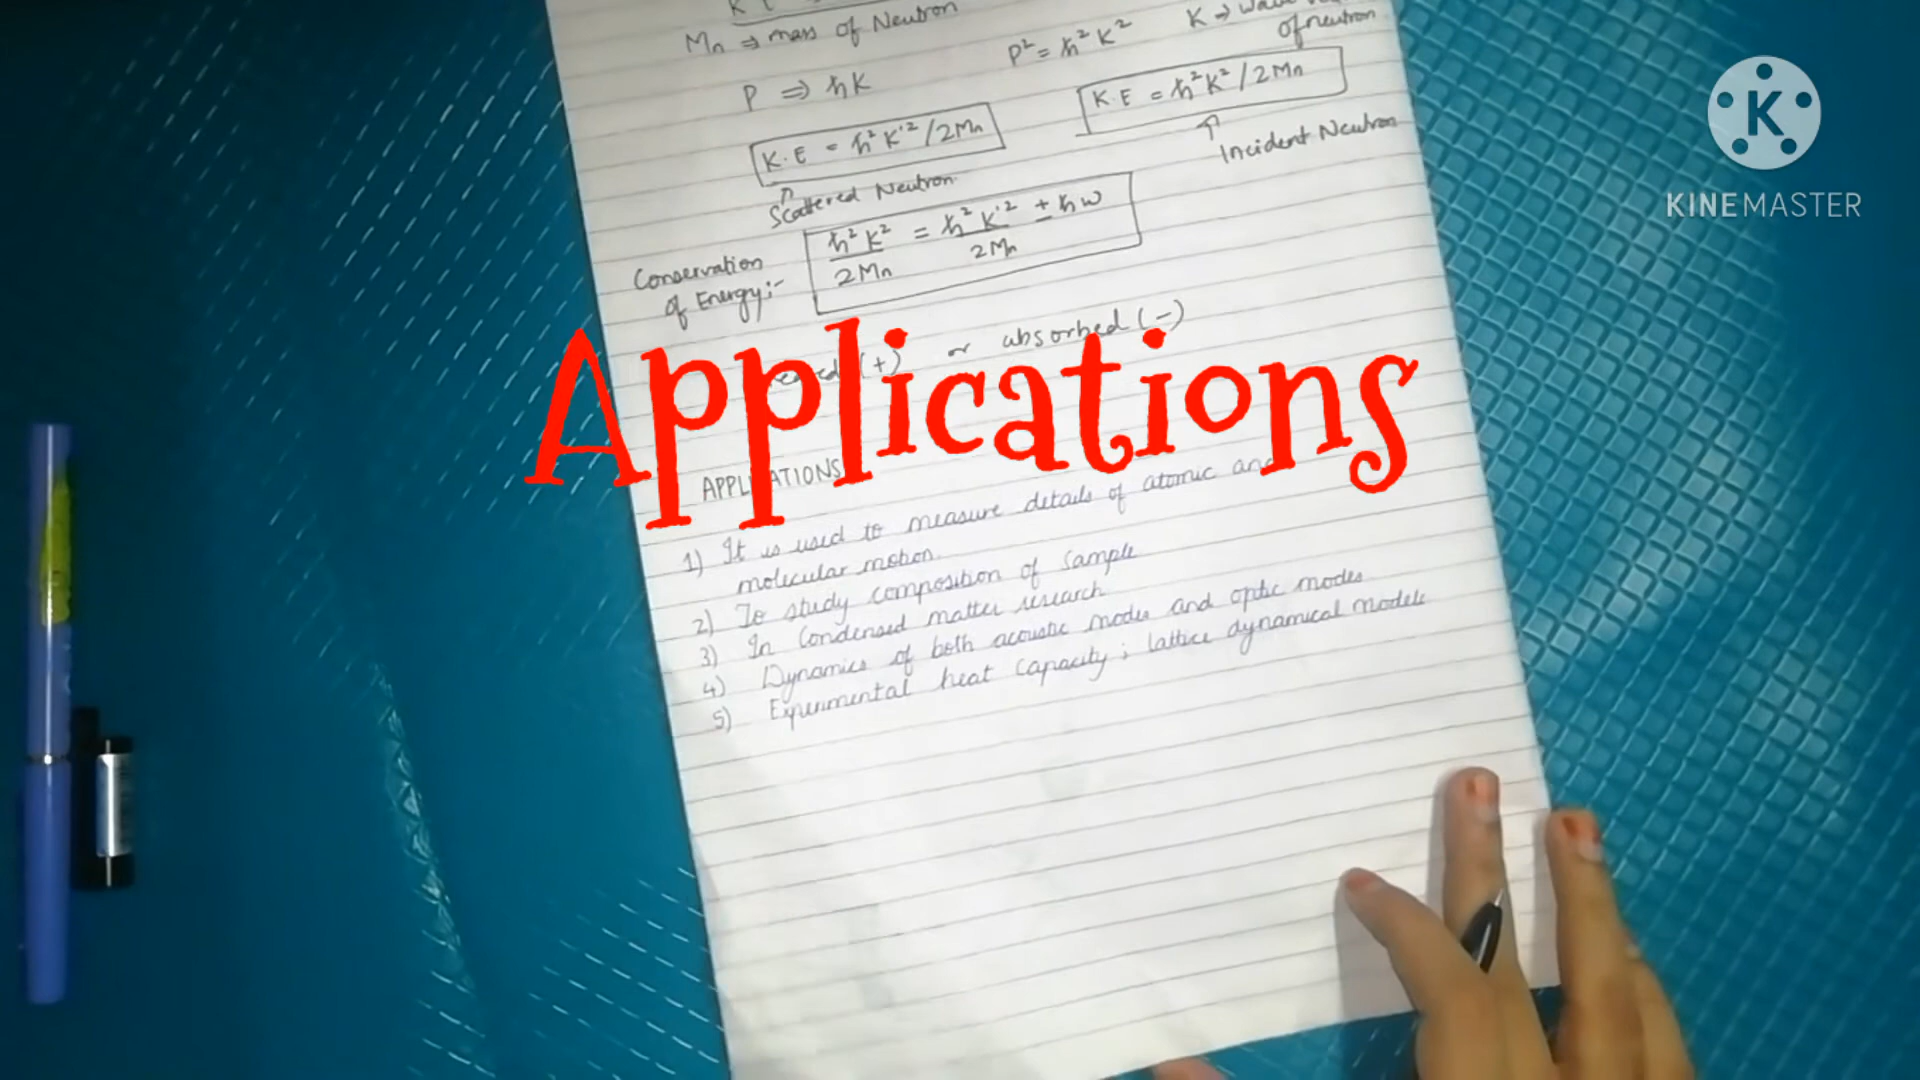 Mn ⇒ mass of Neutron
P² = ħ²K²
K →
of neutron
P ⇒ ħK
K.E = ħ²K'²/2Mn
K.E = ħ²K²/2Mn
Scattered Neutron
Incident Neutron
Conservation
of Energy:-
ħ²K²/2Mn = ħ²K'²/2Mn ± ħω
(+) or absorbed (-)
Applications
APPLICATIONS
1) It is used to measure details of atomic and
molecular motion.
2) To study composition of sample
3) In Condensed matter research
4) Dynamics of both acoustic modes and optic modes
5) Experimental heat capacity; lattice dynamical models
K
KINEMASTER